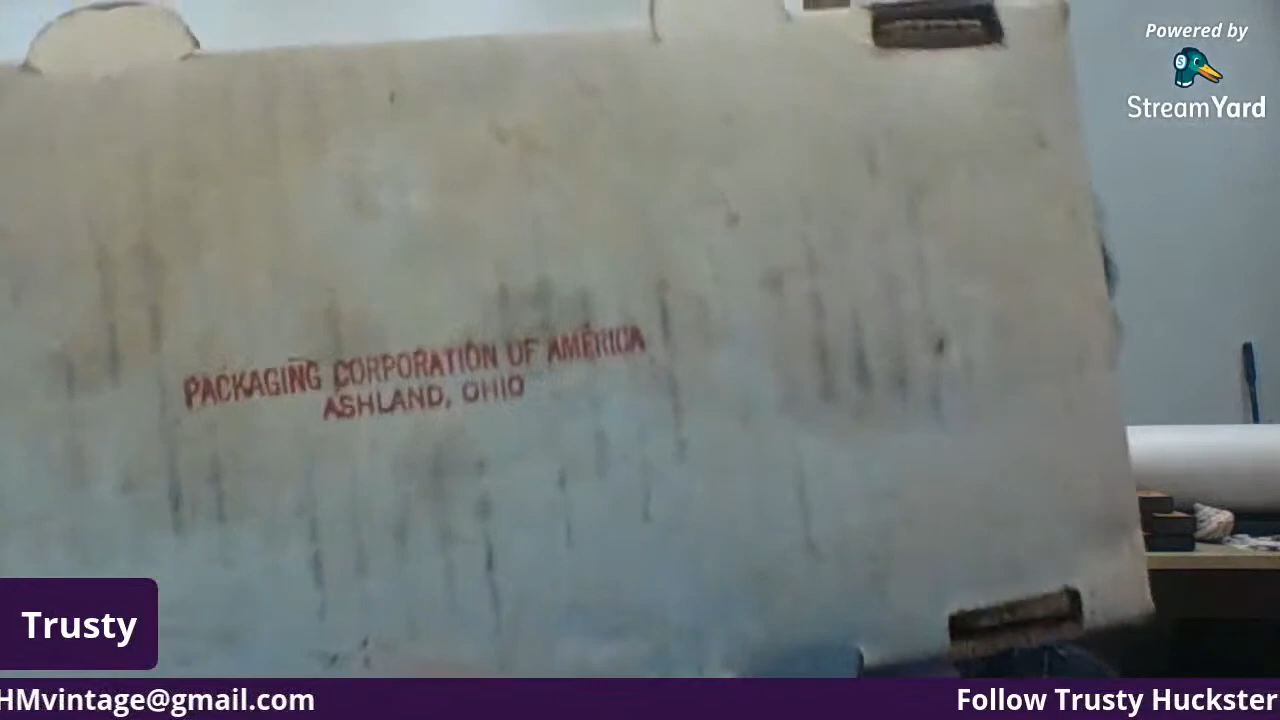 Powered by
StreamYard
PACKAGING CORPORATION OF AMERICA
ASHLAND, OHIO
Trusty
HMvintage@gmail.com
Follow Trusty Huckster